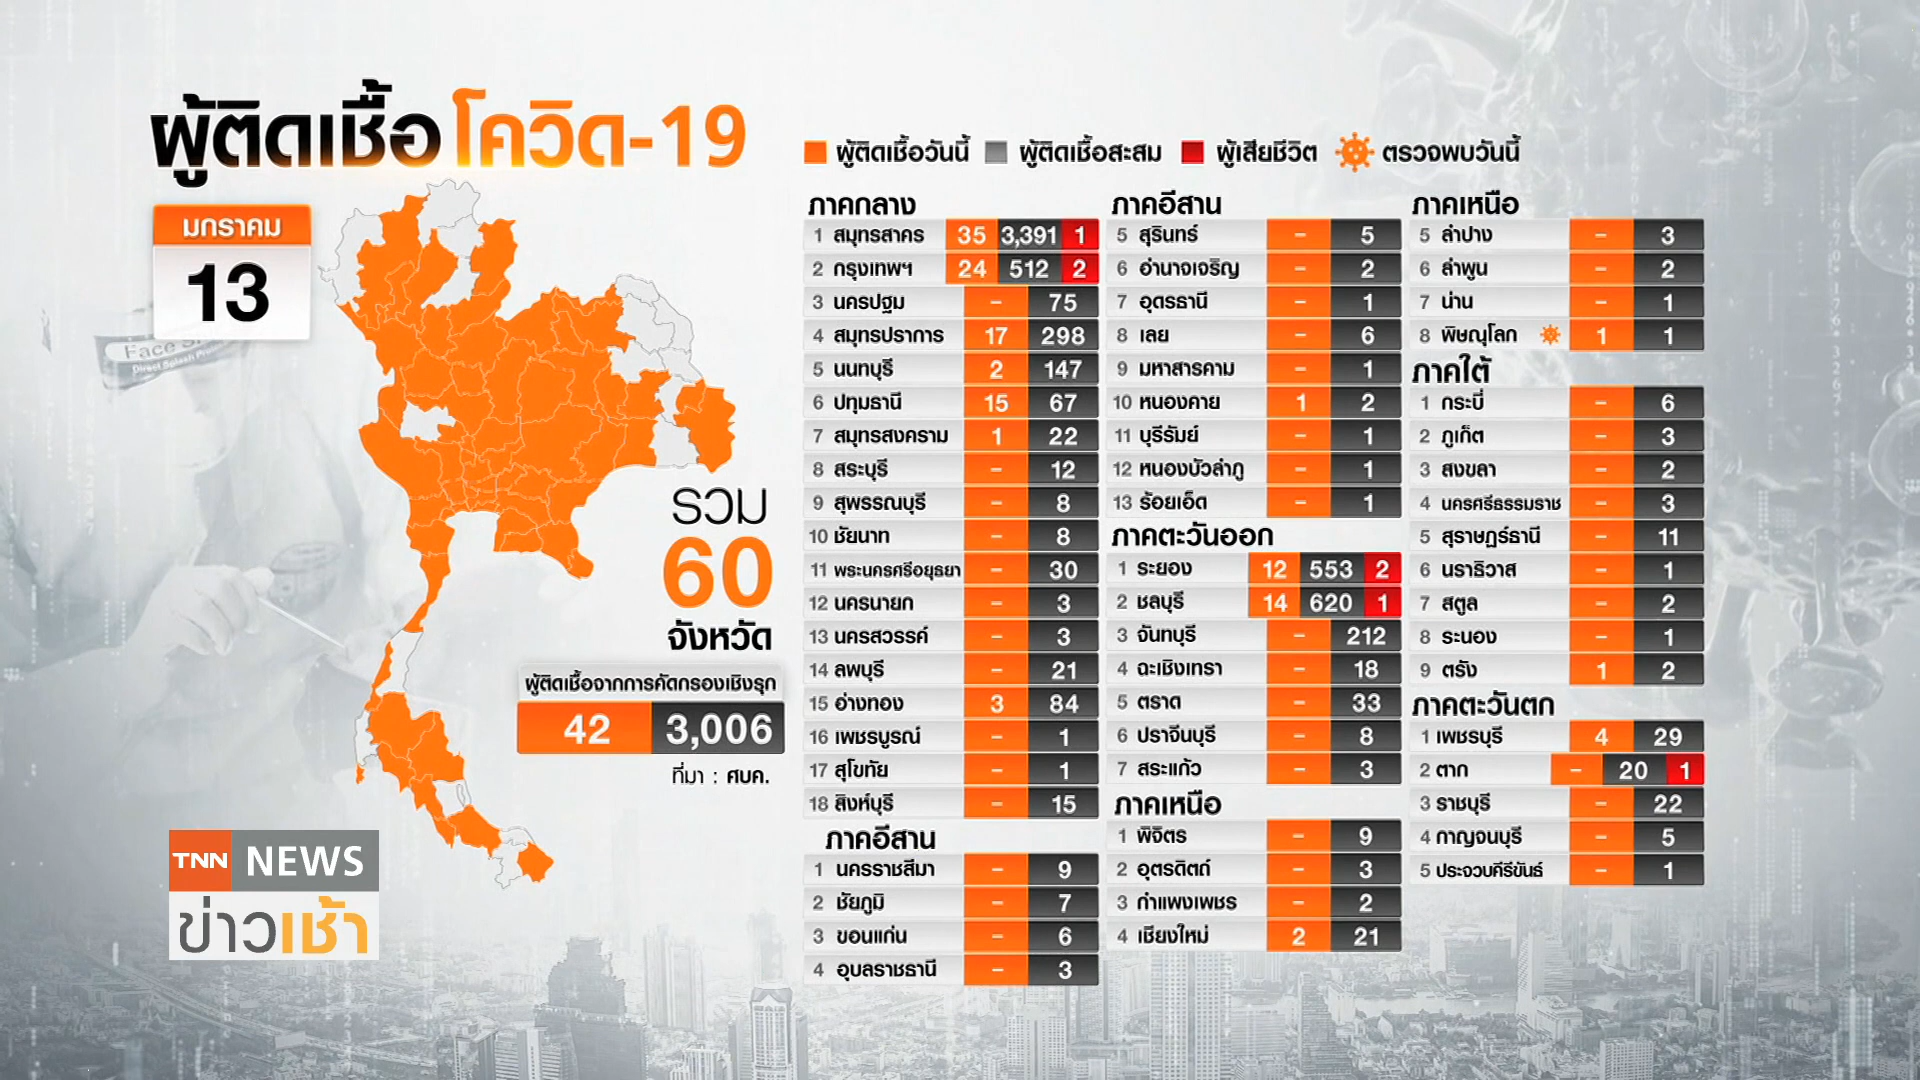 ผู้ติดเชื้อโควิด-19
มกราคม
13
Face
Direct Splash
รวม
60
จังหวัด
ผู้ติดเชื้อจากการคัดกรองเชิงรุก
42 3,006
ที่มา : ศบค.
TNN NEWS
ข่าวเช้า
ผู้ติดเชื้อวันนี้ ผู้ติดเชื้อสะสม ผู้เสียชีวิต ตรวจพบวันนี้
ภาคกลาง
1 สมุทรสาคร 35 3,391 1
2 กรุงเทพฯ 24 512 2
3 นครปฐม - 75
4 สมุทรปราการ 17 298
5 นนทบุรี 2 147
6 ปทุมธานี 15 67
7 สมุทรสงคราม 1 22
8 สระบุรี - 12
9 สุพรรณบุรี - 8
10 ชัยนาท - 8
11 พระนครศรีอยุธยา - 30
12 นครนายก - 3
13 นครสวรรค์ - 3
14 ลพบุรี - 21
15 อ่างทอง 3 84
16 เพชรบูรณ์ - 1
17 สุโขทัย - 1
18 สิงห์บุรี - 15
ภาคอีสาน
1 นครราชสีมา - 9
2 ชัยภูมิ - 7
3 ขอนแก่น - 6
4 อุบลราชธานี - 3
ภาคอีสาน
5 สุรินทร์ - 5
6 อำนาจเจริญ - 2
7 อุดรธานี - 1
8 เลย - 6
9 มหาสารคาม - 1
10 หนองคาย 1 2
11 บุรีรัมย์ - 1
12 หนองบัวลำภู - 1
13 ร้อยเอ็ด - 1
ภาคตะวันออก
1 ระยอง 12 553 2
2 ชลบุรี 14 620 1
3 จันทบุรี - 212
4 ฉะเชิงเทรา - 18
5 ตราด - 33
6 ปราจีนบุรี - 8
7 สระแก้ว - 3
ภาคเหนือ
1 พิจิตร - 9
2 อุตรดิตถ์ - 3
3 กำแพงเพชร - 2
4 เชียงใหม่ 2 21
ภาคเหนือ
5 ลำปาง - 3
6 ลำพูน - 2
7 น่าน - 1
8 พิษณุโลก 1 1
ภาคใต้
1 กระบี่ - 6
2 ภูเก็ต - 3
3 สงขลา - 2
4 นครศรีธรรมราช - 3
5 สุราษฎร์ธานี - 11
6 นราธิวาส - 1
7 สตูล - 2
8 ระนอง - 1
9 ตรัง 1 2
ภาคตะวันตก
1 เพชรบุรี 4 29
2 ตาก - 20 1
3 ราชบุรี - 22
4 กาญจนบุรี - 5
5 ประจวบคีรีขันธ์ - 1